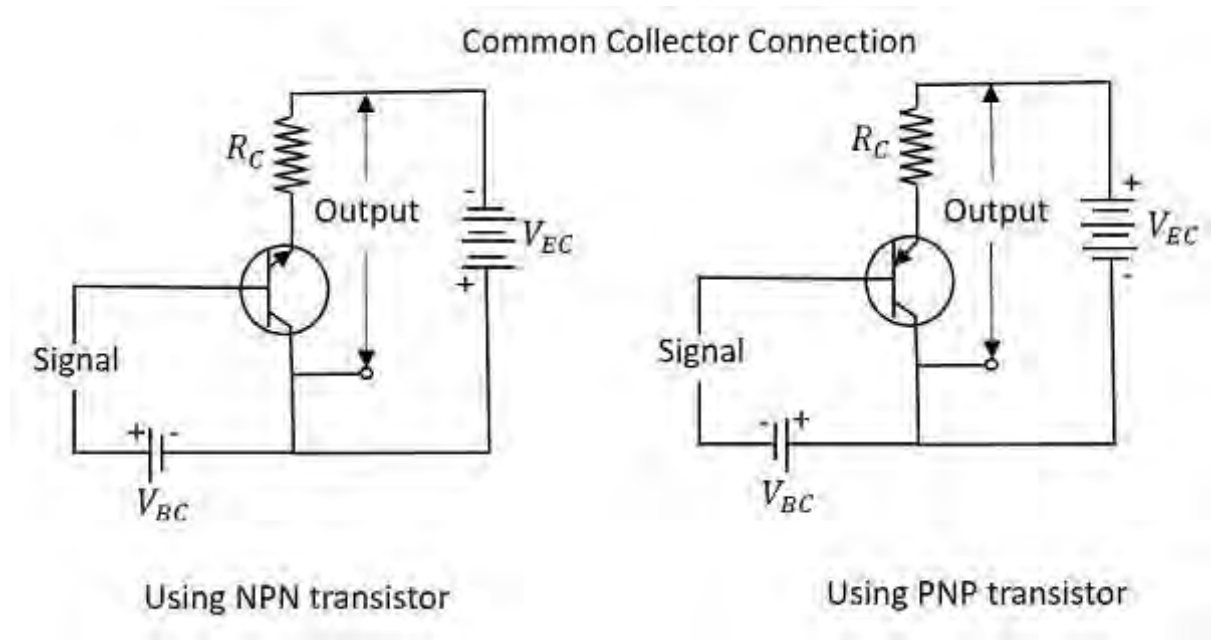 Common Collector Connection
R_C
Output
-
V_EC
+
Signal
+ -
V_BC
Using NPN transistor
R_C
Output
+
V_EC
-
Signal
- +
V_BC
Using PNP transistor